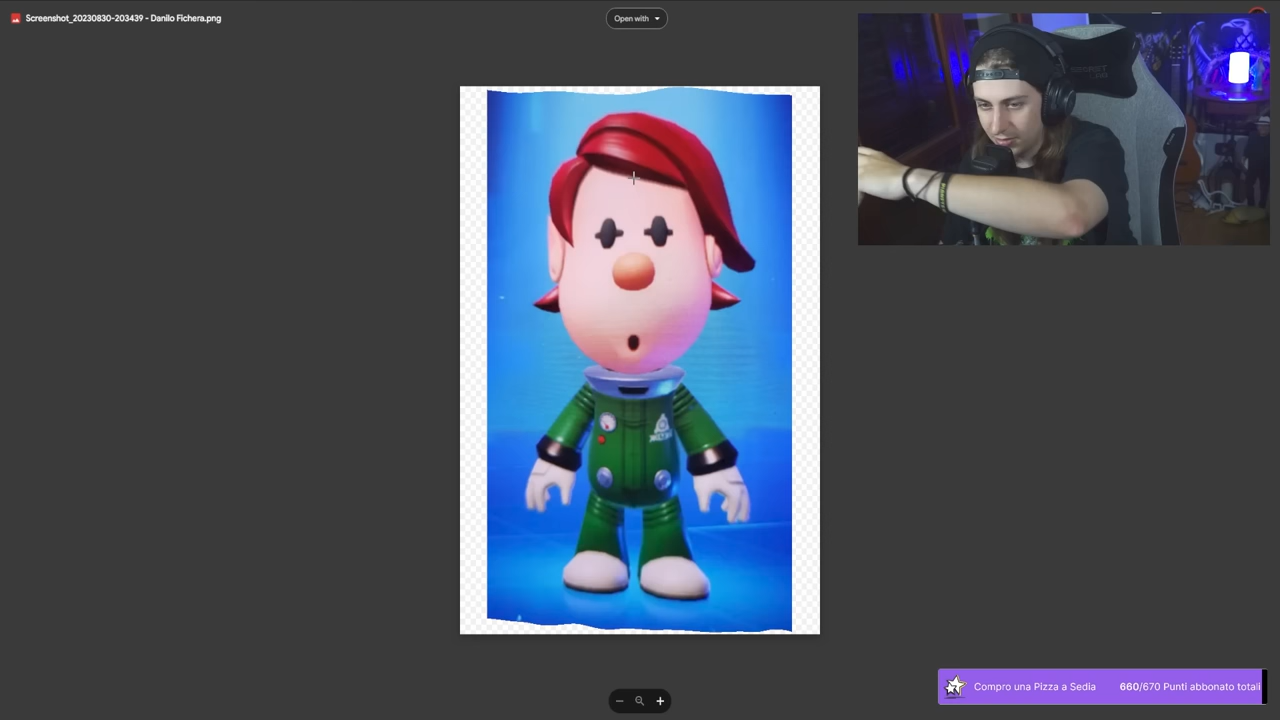 Screenshot_20230830-203439 - Danilo Fichera.png
Open with
Compro una Pizza a Sedia
660/670 Punti abbonato totali